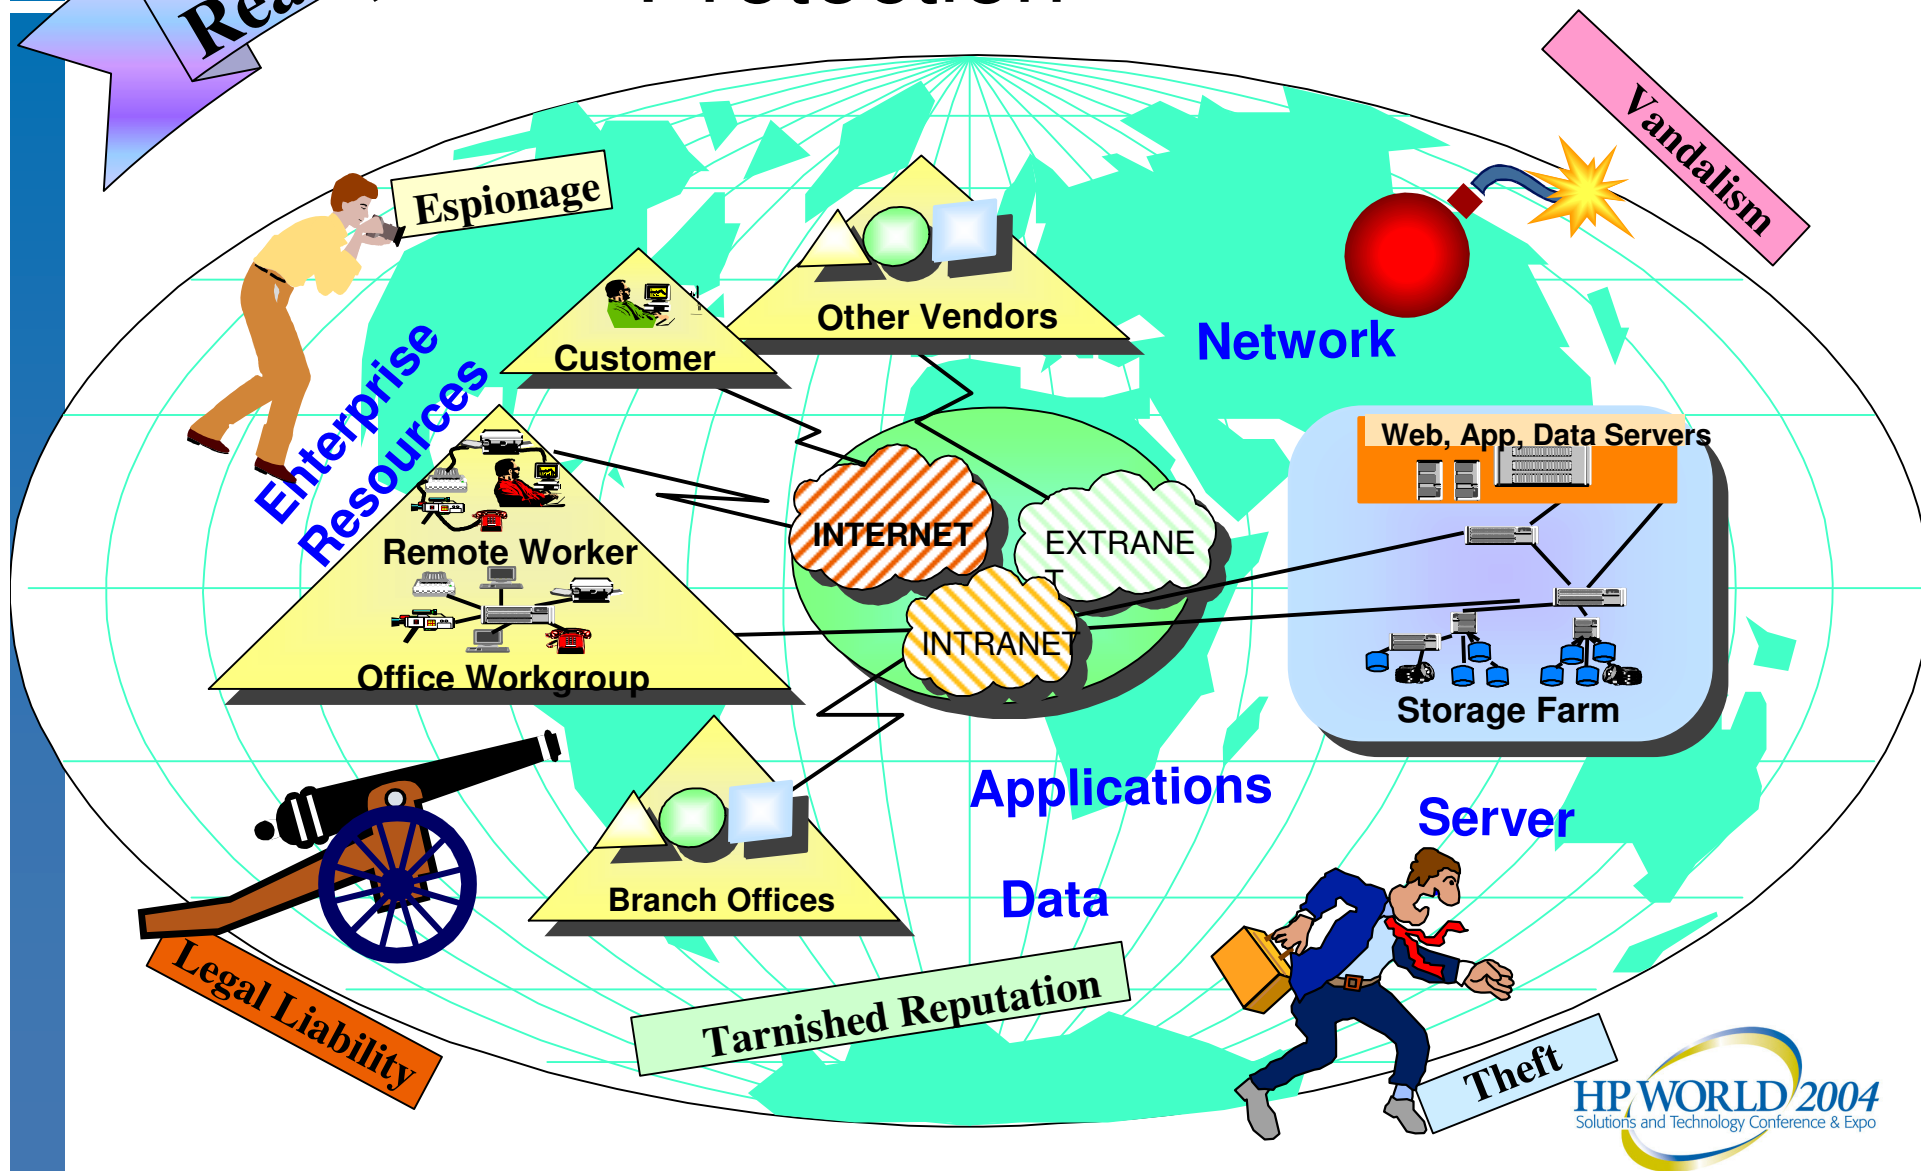 Protection
Vandalism
Espionage
Other Vendors
Customer
Network
Enterprise
Resources
Web, App, Data Servers
INTERNET
EXTRANE
T
Remote Worker
INTRANET
Office Workgroup
Storage Farm
Applications
Server
Branch Offices
Data
Legal Liability
Tarnished Reputation
Theft
HP WORLD 2004
Solutions and Technology Conference & Expo